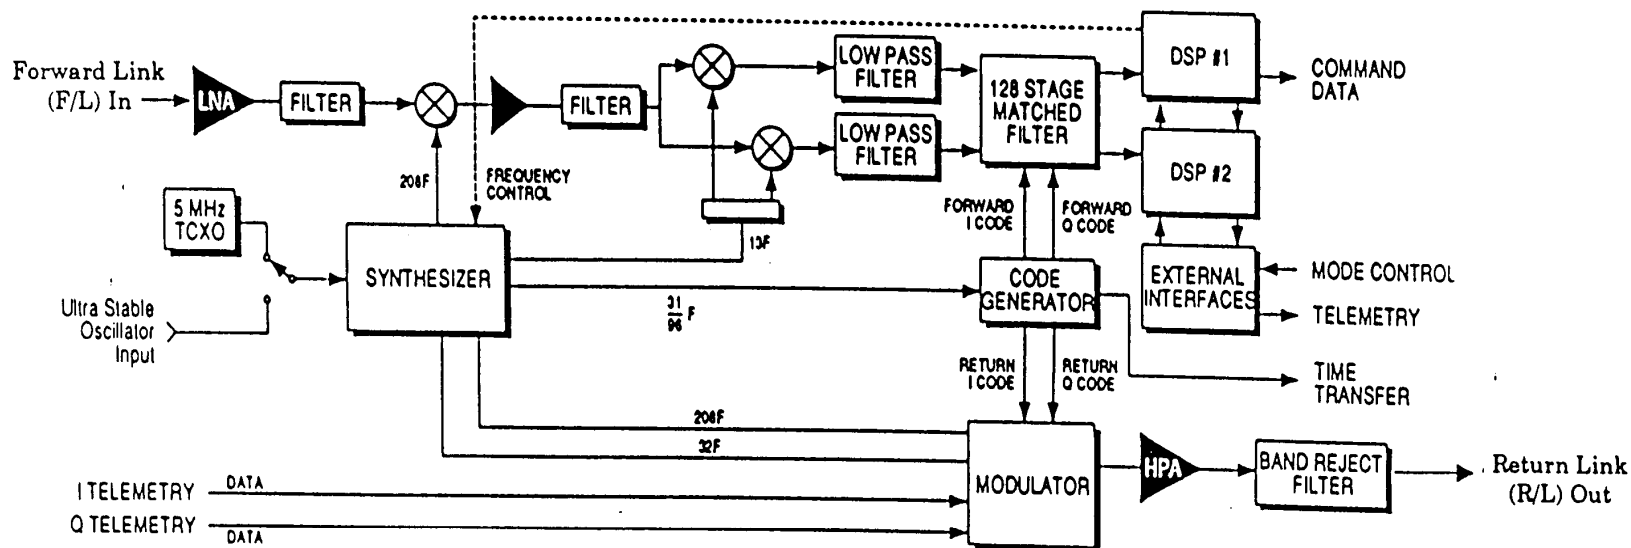 Forward Link
(F/L) In
LNA
FILTER
FILTER
LOW PASS
FILTER
LOW PASS
FILTER
128 STAGE
MATCHED
FILTER
DSP #1
COMMAND
DATA
DSP #2
208F
FREQUENCY
CONTROL
5 MHz
TCXO
Ultra Stable
Oscillator
Input
SYNTHESIZER
13F
31
96
F
FORWARD
I CODE
FORWARD
Q CODE
CODE
GENERATOR
EXTERNAL
INTERFACES
MODE CONTROL
TELEMETRY
TIME
TRANSFER
RETURN
I CODE
RETURN
Q CODE
208F
32F
I TELEMETRY
DATA
Q TELEMETRY
DATA
MODULATOR
HPA
BAND REJECT
FILTER
Return Link
(R/L) Out